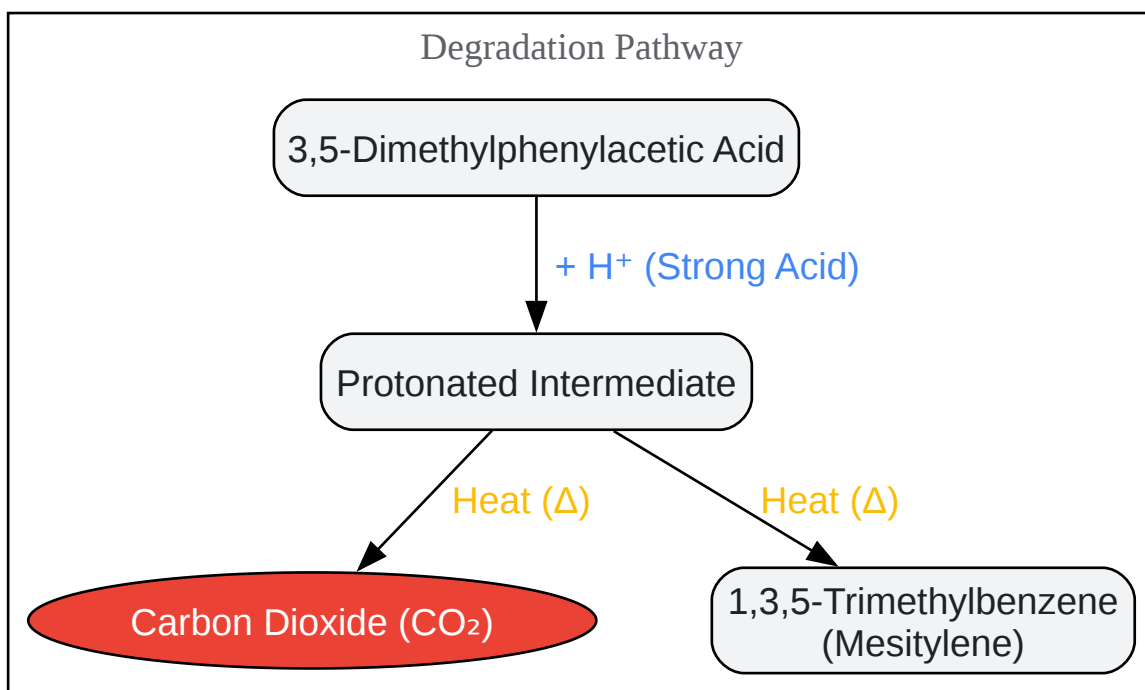 Degradation Pathway
3,5-Dimethylphenylacetic Acid
+ H⁺ (Strong Acid)
Protonated Intermediate
Heat (Δ)
Heat (Δ)
Carbon Dioxide (CO₂)
1,3,5-Trimethylbenzene
(Mesitylene)